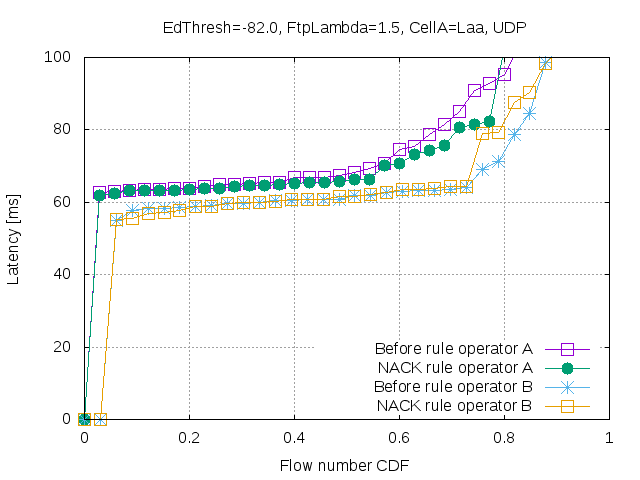 EdThresh=-82.0, FtpLambda=1.5, CellA=Laa, UDP
100
80
60
40
20
0
Latency [ms]
Before rule operator A
NACK rule operator A
Before rule operator B
NACK rule operator B
0 0.2 0.4 0.6 0.8 1
Flow number CDF